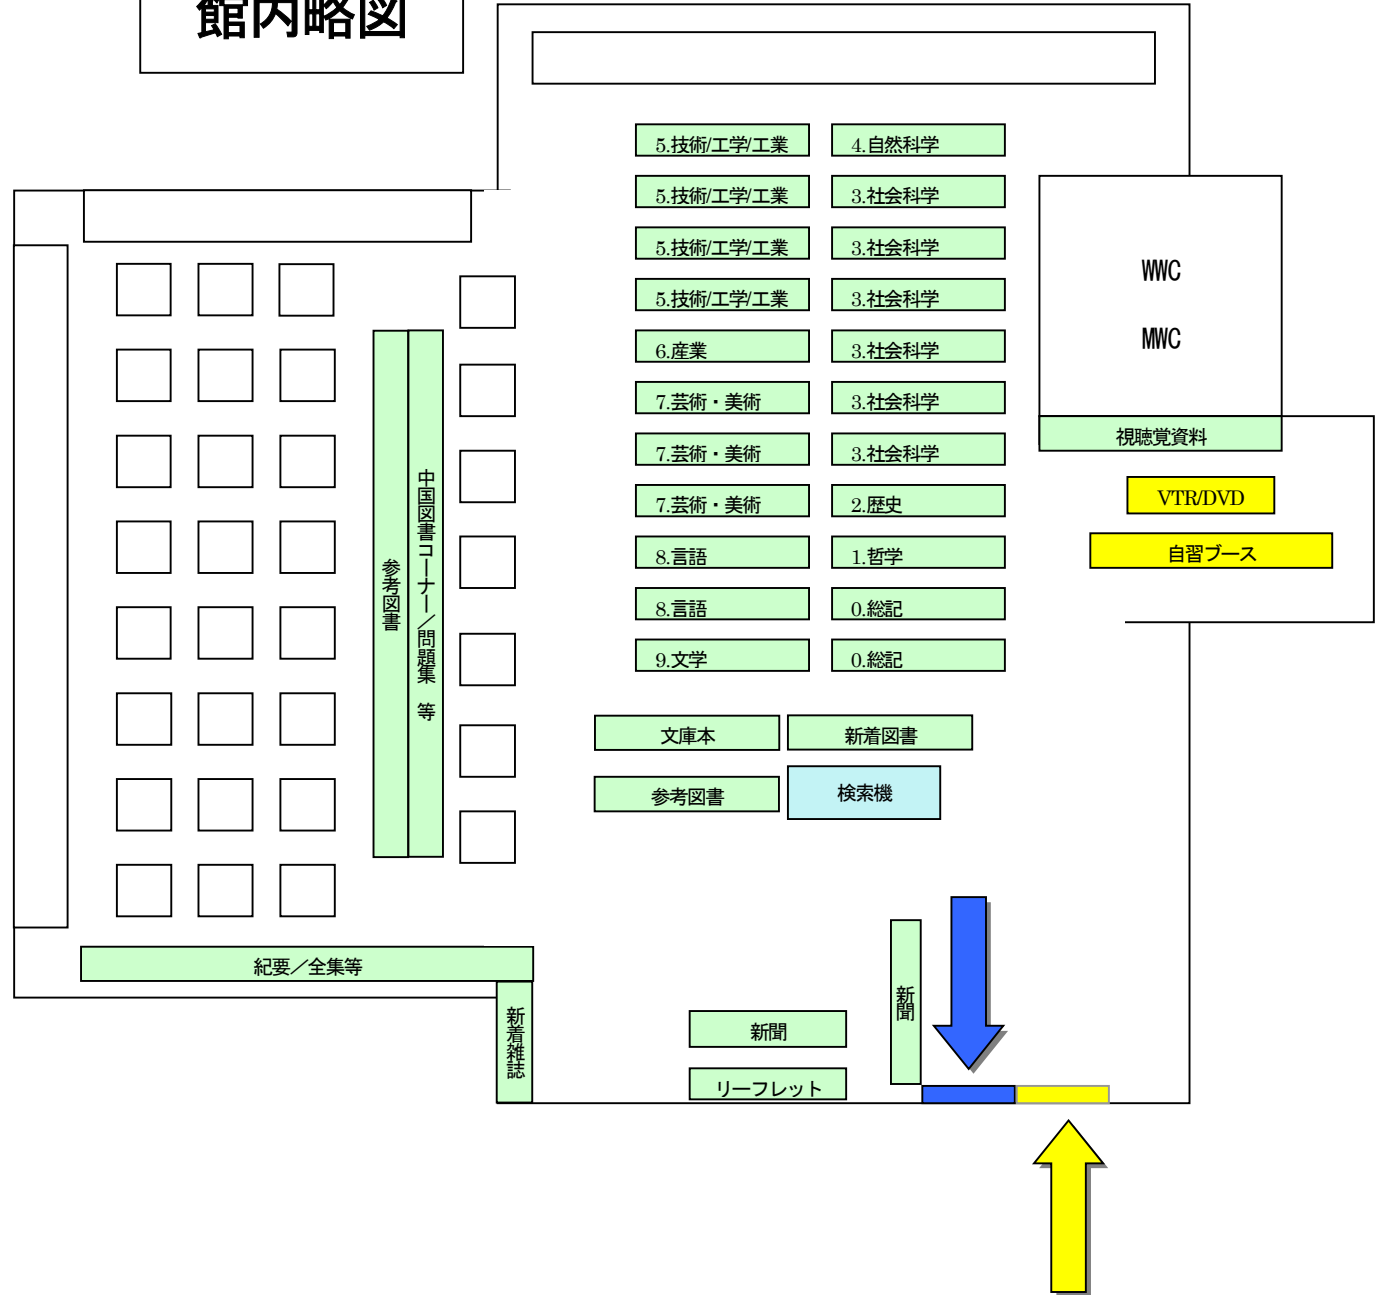 館内略図
5.技術/工学/工業
4.自然科学
5.技術/工学/工業
3.社会科学
5.技術/工学/工業
3.社会科学
5.技術/工学/工業
3.社会科学
6.産業
3.社会科学
7.芸術・美術
3.社会科学
7.芸術・美術
3.社会科学
7.芸術・美術
2.歴史
8.言語
1.哲学
8.言語
0.総記
9.文学
0.総記
WWC
MWC
視聴覚資料
VTR/DVD
自習ブース
参考図書
中国図書コーナー／問題集　等
文庫本
新着図書
参考図書
検索機
紀要／全集等
新着雑誌
新聞
新聞
リーフレット